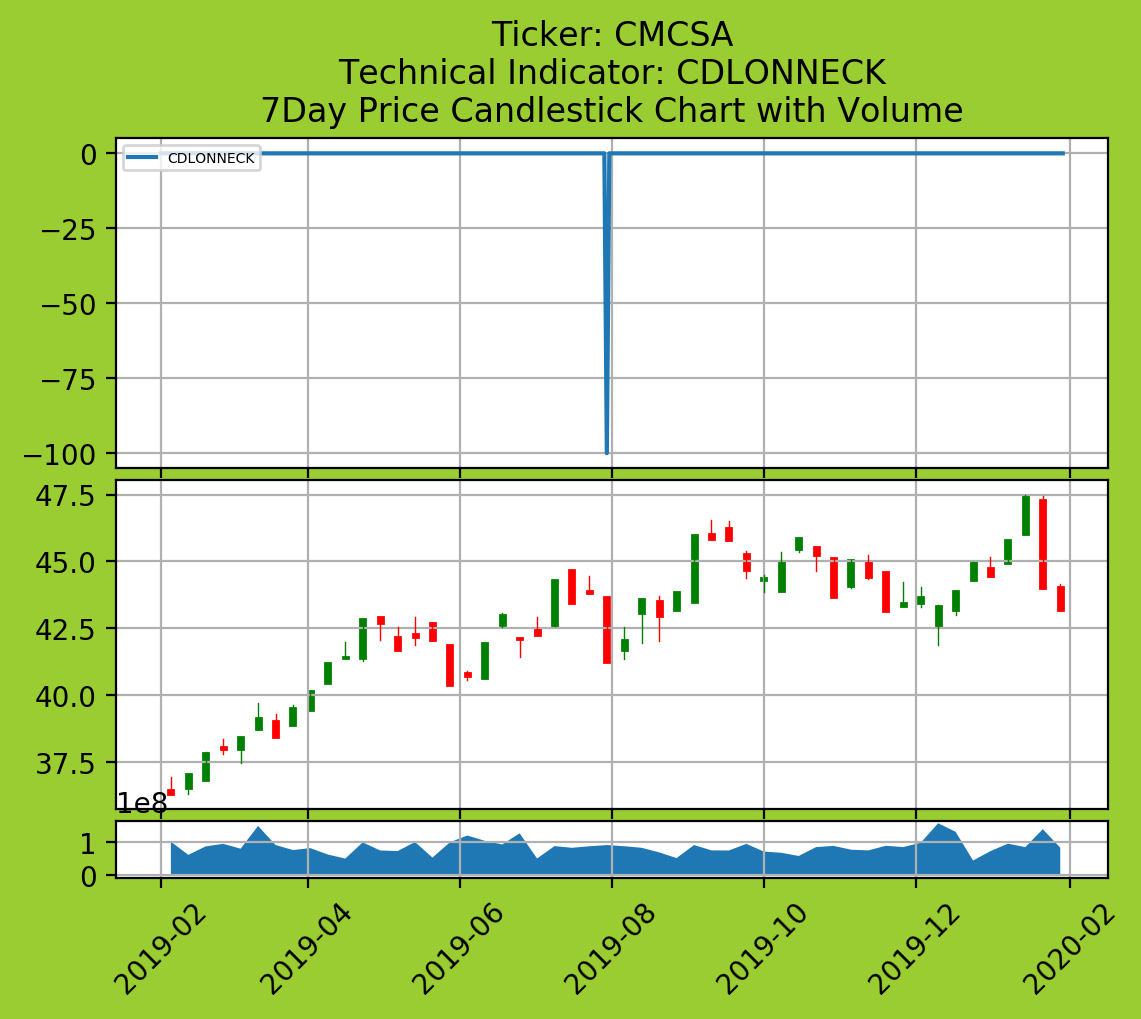 Ticker: CMCSA
Technical Indicator: CDLONNECK
7Day Price Candlestick Chart with Volume
CDLONNECK
0
−25
−50
−75
−100
47.5
45.0
42.5
40.0
37.5
1e8
1
0
2019-02 2019-04 2019-06 2019-08 2019-10 2019-12 2020-02